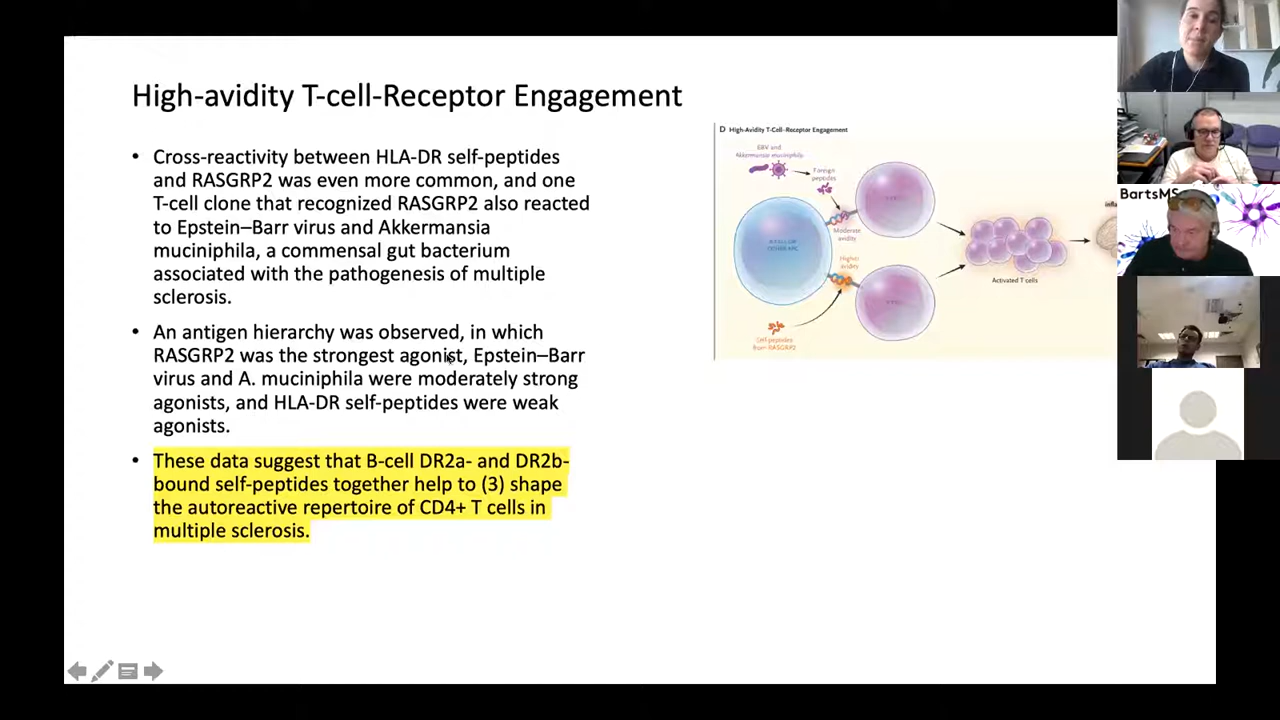 High-avidity T-cell-Receptor Engagement
• Cross-reactivity between HLA-DR self-peptides
and RASGRP2 was even more common, and one
T-cell clone that recognized RASGRP2 also reacted
to Epstein–Barr virus and Akkermansia
muciniphila, a commensal gut bacterium
associated with the pathogenesis of multiple
sclerosis.
• An antigen hierarchy was observed, in which
RASGRP2 was the strongest agonist, Epstein–Barr
virus and A. muciniphila were moderately strong
agonists, and HLA-DR self-peptides were weak
agonists.
• These data suggest that B-cell DR2a- and DR2b-
bound self-peptides together help to (3) shape
the autoreactive repertoire of CD4+ T cells in
multiple sclerosis.
D High-Avidity T-Cell–Receptor Engagement
EBV and
Akkermansia muciniphila
Foreign
peptides
Moderate
avidity
B CELL OR
OTHER APC
Higher
avidity
Activated T cells
Self-peptides
from RASGRP2
BartsMS